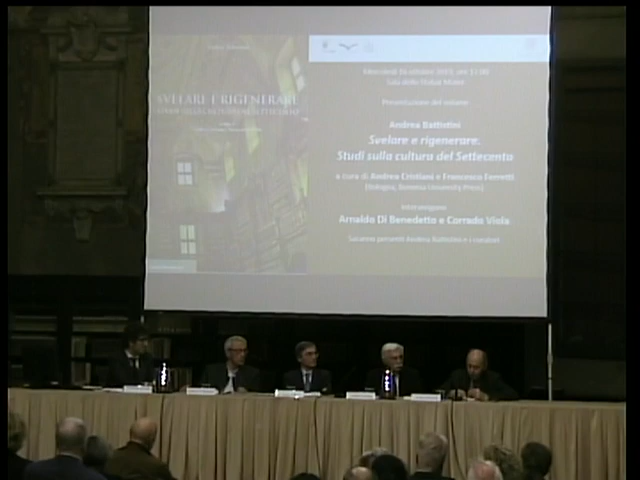 SVELARE E RIGENERARE
Mercoledì 16 ottobre 2013, ore 17.00
Sala dello Stabat Mater
Presentazione del volume
Andrea Battistini
Svelare e rigenerare.
Studi sulla cultura del Settecento
a cura di Andrea Cristiani e Francesco Ferretti
(Bologna, Bononia University Press)
Intervengono
Arnaldo Di Benedetto e Corrado Viola
Saranno presenti Andrea Battistini e i curatori